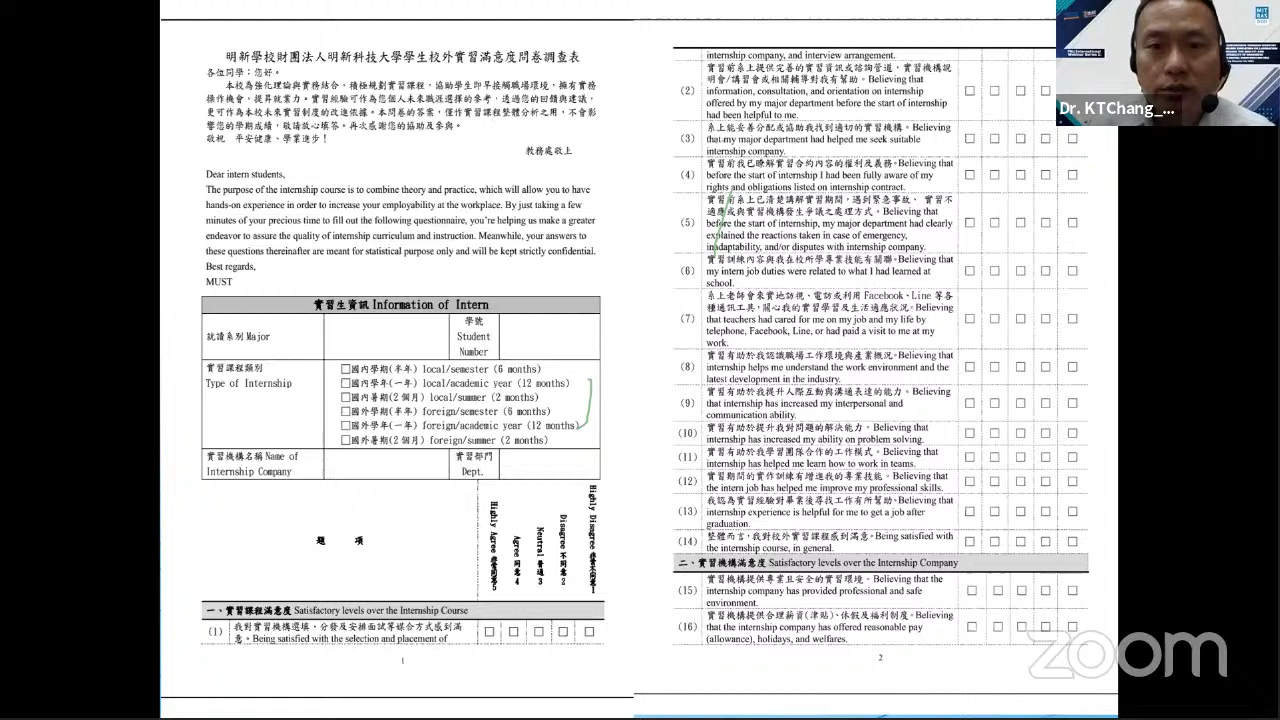 明新學校財團法人明新科技大學學生校外實習滿意度問卷調查表
各位同學：您好。
本校為強化理論與實務結合，積極規劃實習課程，協助學生即早接觸職場環境，擁有實務
操作機會，提昇就業力。實習經驗可作為您個人未來職涯選擇的參考，透過您的回饋與建議，
更可作為本校未來實習制度的改進依據。本問卷的答案，僅作實習課程整體分析之用，不會影
響您的學期成績，敬請放心填答。再次感謝您的協助及參與。
敬祝 平安健康、學業進步！
教務處敬上
Dear intern students,
The purpose of the internship course is to combine theory and practice, which will allow you to have
hands-on experience in order to increase your employability at the workplace. By just taking a few
minutes of your precious time to fill out the following questionnaire, you're helping us make a greater
endeavor to assure the quality of internship curriculum and instruction. Meanwhile, your answers to
these questions thereinafter are meant for statistical purpose only and will be kept strictly confidential.
Best regards,
MUST
實習生資訊 Information of Intern
就讀系別 Major
學號
Student
Number
實習課程類別
Type of Internship
□國內學期(半年) local/semester (6 months)
□國內學年(一年) local/academic year (12 months)
□國內暑期(2個月) local/summer (2 months)
□國外學期(半年) foreign/semester (6 months)
□國外學年(一年) foreign/academic year (12 months)
□國外暑期(2個月) foreign/summer (2 months)
實習機構名稱 Name of
Internship Company
實習部門
Dept.
題 項
Highly Agree 非常同意 5
Agree 同意 4
Neutral 普通 3
Disagree 不同意 2
Highly Disagree 非常不同意 1
一、實習課程滿意度 Satisfactory levels over the Internship Course
(1) 我對實習機構選填、分發及安排面試等媒合方式感到滿
意。Being satisfied with the selection and placement of □ □ □ □ □
1
internship company, and interview arrangement.
(2) 實習前系上提供完善的實習資訊或諮詢管道，實習機構說
明會/講習會或相關輔導對我有幫助。Believing that
information, consultation, and orientation on internship
offered by my major department before the start of internship
had been helpful to me. □ □ □ □ □
(3) 系上能妥善分配或協助我找到適切的實習機構。Believing
that my major department had helped me seek suitable
internship company. □ □ □ □ □
(4) 實習前我已瞭解實習合約內容的權利及義務。Believing that
before the start of internship I had been fully aware of my
rights and obligations listed on internship contract. □ □ □ □ □
(5) 實習前系上已清楚講解實習期間，遇到緊急事故、 實習不
適應或與實習機構發生爭議之處理方式。Believing that
before the start of internship, my major department had clearly
explained the reactions taken in case of emergency,
inadaptability, and/or disputes with internship company. □ □ □ □ □
(6) 實習訓練內容與我在校所學專業技能有關聯。Believing that
my intern job duties were related to what I had learned at
school. □ □ □ □ □
(7) 系上老師會來實地訪視、電訪或利用 Facebook、Line 等各
種通訊工具，關心我的實習學習及生活適應狀況。Believing
that teachers had cared for me on my job and my life by
telephone, Facebook, Line, or had paid a visit to me at my
work. □ □ □ □ □
(8) 實習有助於我認識職場工作環境與產業概況。Believing that
internship helps me understand the work environment and the
latest development in the industry. □ □ □ □ □
(9) 實習有助於我提升人際互動與溝通表達的能力。Believing
that internship has increased my interpersonal and
communication ability. □ □ □ □ □
(10) 實習有助於提升我對問題的解決能力。Believing that
internship has increased my ability on problem solving. □ □ □ □ □
(11) 實習有助於我學習團隊合作的工作模式。Believing that
internship has helped me learn how to work in teams. □ □ □ □ □
(12) 實習期間的實作訓練有增進我的專業技能。Believing that
the intern job has helped me improve my professional skills. □ □ □ □ □
(13) 我認為實習經驗對畢業後尋找工作有所幫助。Believing that
internship experience is helpful for me to get a job after
graduation. □ □ □ □ □
(14) 整體而言，我對校外實習課程感到滿意。Being satisfied with
the internship course, in general. □ □ □ □ □
二、實習機構滿意度 Satisfactory levels over the Internship Company
(15) 實習機構提供專業且安全的實習環境。Believing that the
internship company has provided professional and safe
environment. □ □ □ □ □
(16) 實習機構提供合理薪資(津貼)、休假及福利制度。Believing
that the internship company has offered reasonable pay
(allowance), holidays, and welfares. □ □ □ □ □
2
Dr. KTChang_...
zoom